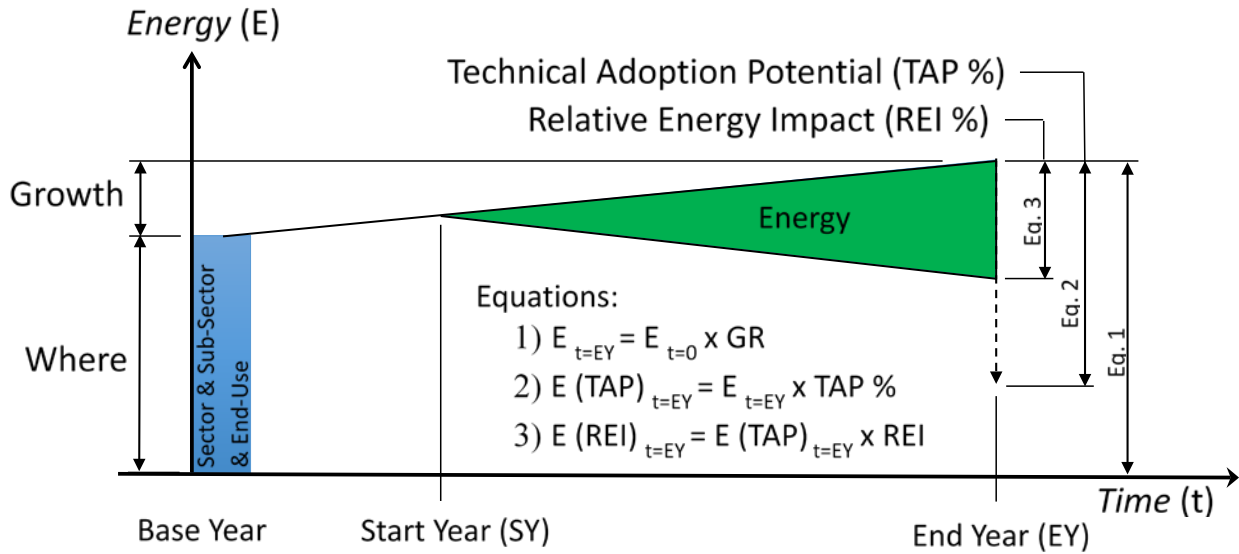 Energy (E)
Technical Adoption Potential (TAP %)
Relative Energy Impact (REI %)
Growth
Where
Sector & Sub-Sector
& End-Use
Energy
Eq. 3
Eq. 2
Eq. 1
Equations:
1) E t=EY = E t=0 x GR
2) E (TAP) t=EY = E t=EY x TAP %
3) E (REI) t=EY = E (TAP) t=EY x REI
Time (t)
Base Year
Start Year (SY)
End Year (EY)